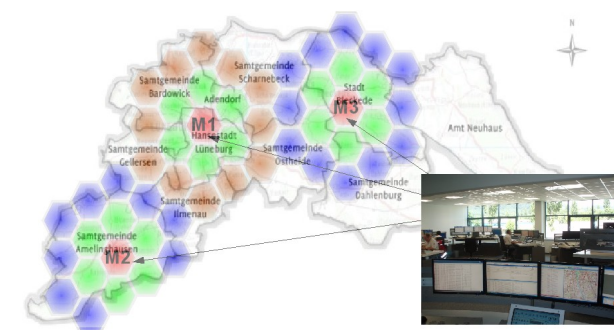 N
Samtgemeinde
Scharnebeck
Samtgemeinde
Bardowick
Adendorf
Stadt
Bleckede
M3
M1
Hansestadt
Lüneburg
Amt Neuhaus
Samtgemeinde
Gellersen
Samtgemeinde
Ostheide
Samtgemeinde
Dahlenburg
Samtgemeinde
Ilmenau
Samtgemeinde
Amelinghausen
M2